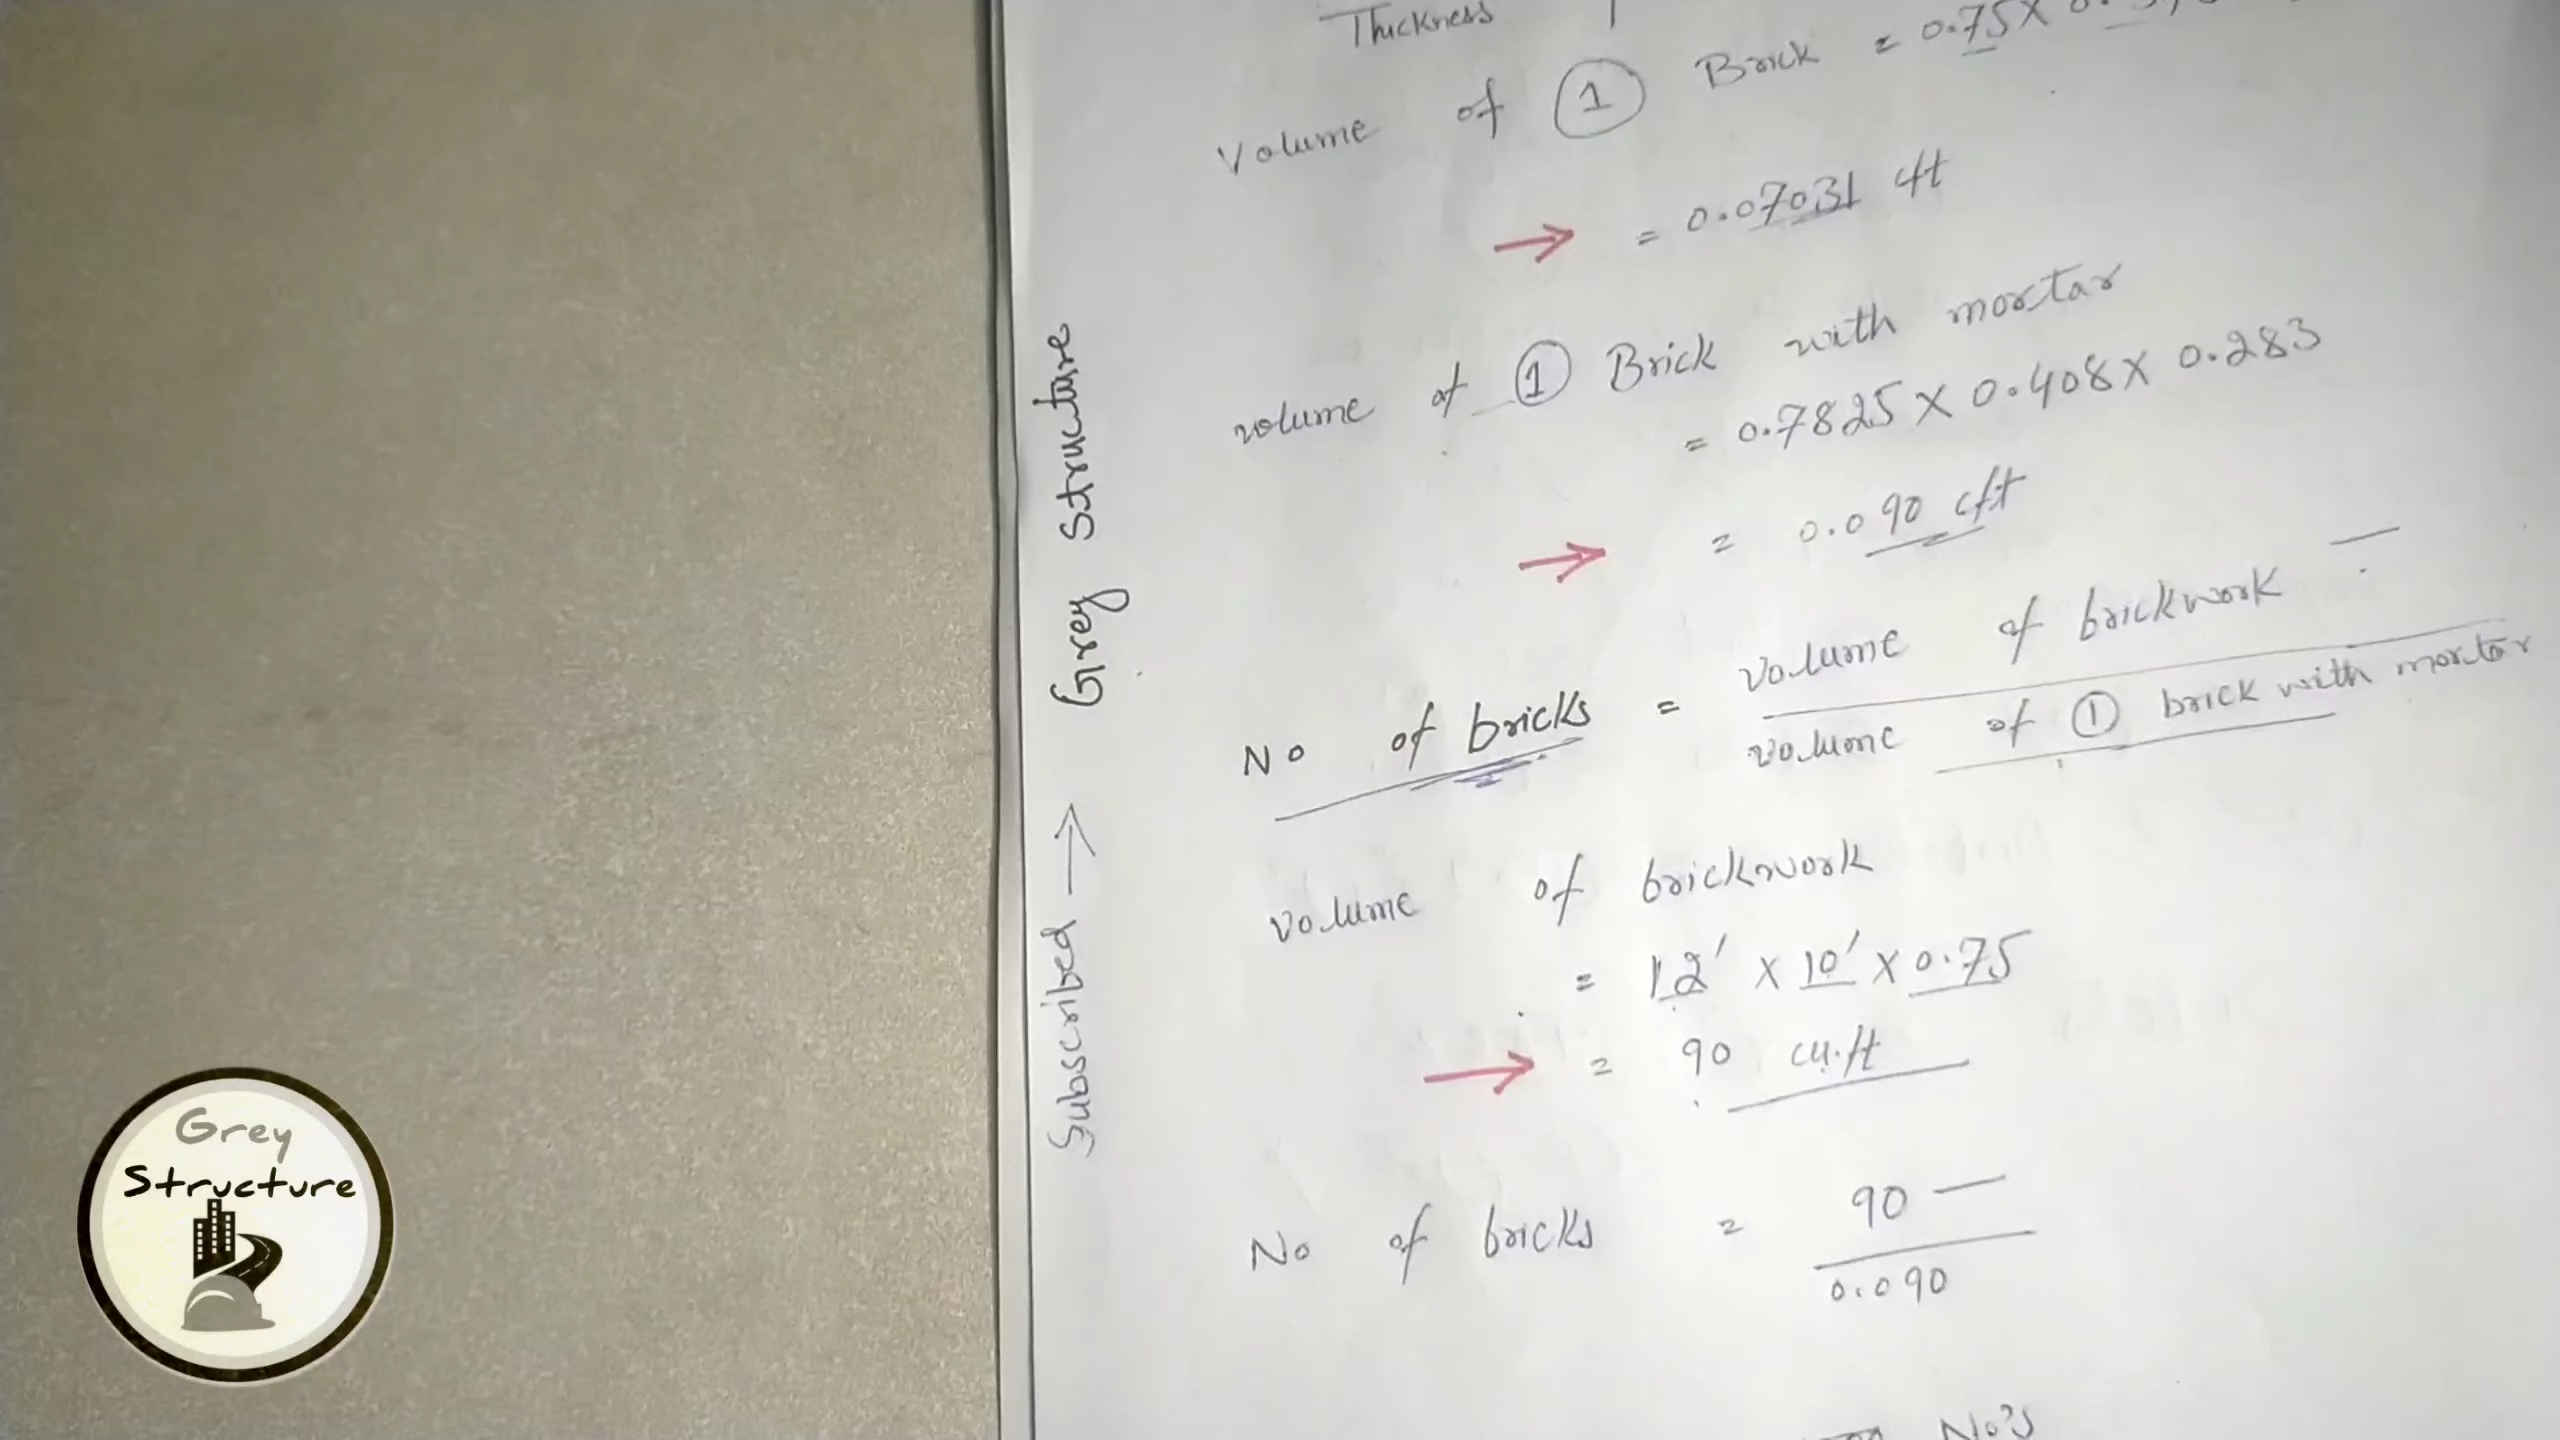 Thickness
Volume of 1 Brick = 0.75 X
= 0.07031 cft
volume of 1 Brick with mortar
= 0.7825 X 0.408 X 0.283
= 0.090 cft
No of bricks = volume of brickwork
volume of 1 brick with mortar
volume of brickwork
= 12' X 10' X 0.75
= 90 cu.ft
No of bricks = 90
0.090
No's
Subscribed → Grey Structure
Grey
Structure